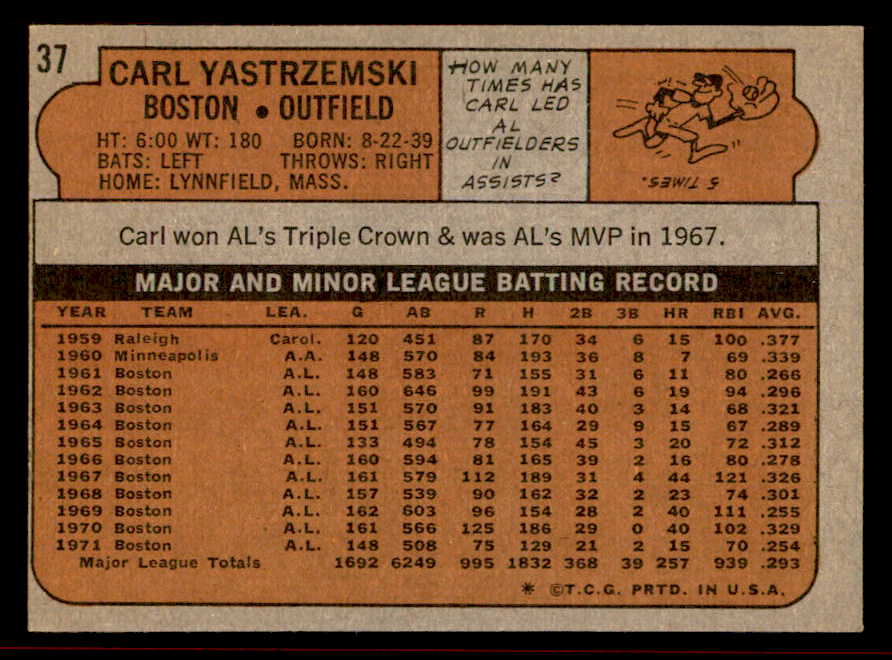 37
CARL YASTRZEMSKI
BOSTON • OUTFIELD
HT: 6:00 WT: 180 BORN: 8-22-39
BATS: LEFT THROWS: RIGHT
HOME: LYNNFIELD, MASS.
HOW MANY
TIMES HAS
CARL LED
AL
OUTFIELDERS
IN
ASSISTS?
5 TIMES.
Carl won AL's Triple Crown & was AL's MVP in 1967.
MAJOR AND MINOR LEAGUE BATTING RECORD
YEAR TEAM LEA. G AB R H 2B 3B HR RBI AVG.
1959 Raleigh Carol. 120 451 87 170 34 6 15 100 .377
1960 Minneapolis A.A. 148 570 84 193 36 8 7 69 .339
1961 Boston A.L. 148 583 71 155 31 6 11 80 .266
1962 Boston A.L. 160 646 99 191 43 6 19 94 .296
1963 Boston A.L. 151 570 91 183 40 3 14 68 .321
1964 Boston A.L. 151 567 77 164 29 9 15 67 .289
1965 Boston A.L. 133 494 78 154 45 3 20 72 .312
1966 Boston A.L. 160 594 81 165 39 2 16 80 .278
1967 Boston A.L. 161 579 112 189 31 4 44 121 .326
1968 Boston A.L. 157 539 90 162 32 2 23 74 .301
1969 Boston A.L. 162 603 96 154 28 2 40 111 .255
1970 Boston A.L. 161 566 125 186 29 0 40 102 .329
1971 Boston A.L. 148 508 75 129 21 2 15 70 .254
Major League Totals 1692 6249 995 1832 368 39 257 939 .293
* ©T.C.G. PRTD. IN U.S.A.